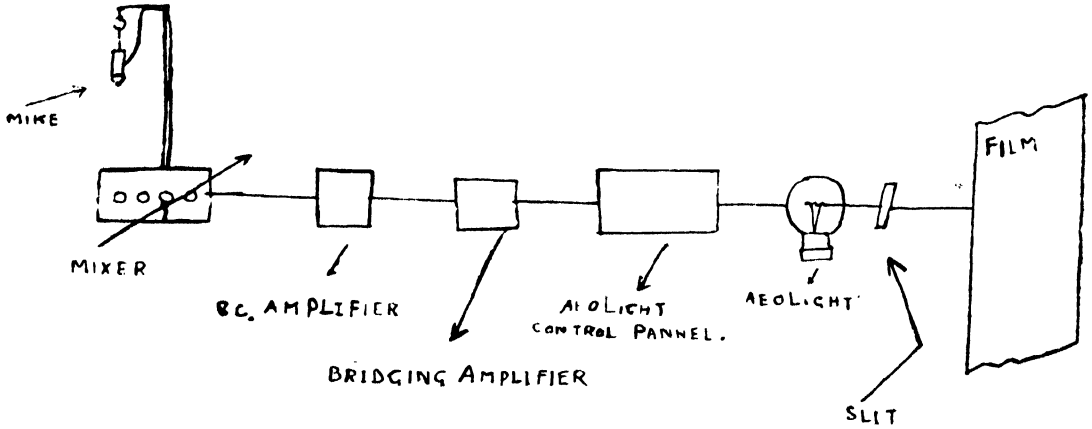 MIKE
FILM
MIXER
BC. AMPLIFIER
AEOLIGHT
CONTROL PANNEL.
AEOLIGHT
BRIDGING AMPLIFIER
SLIT